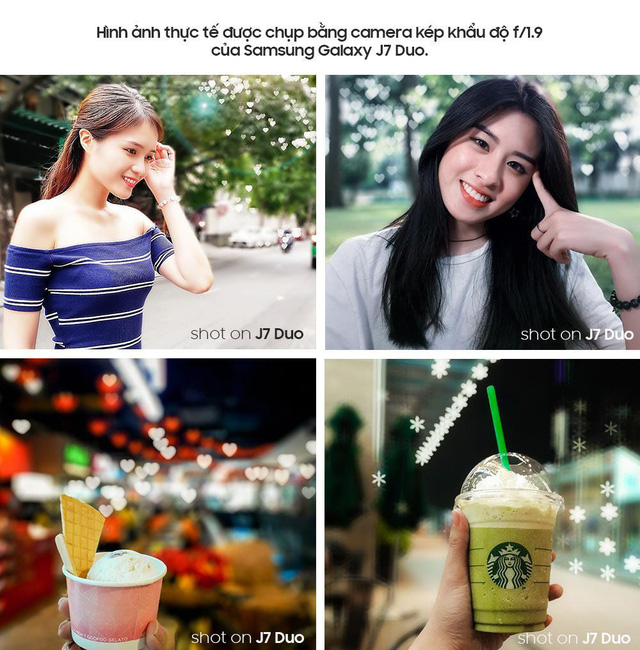 Hình ảnh thực tế được chụp bằng camera kép khẩu độ f/1.9
của Samsung Galaxy J7 Duo.
shot on J7 Duo
shot on J7 Duo
shot on J7 Duo
shot on J7 Duo